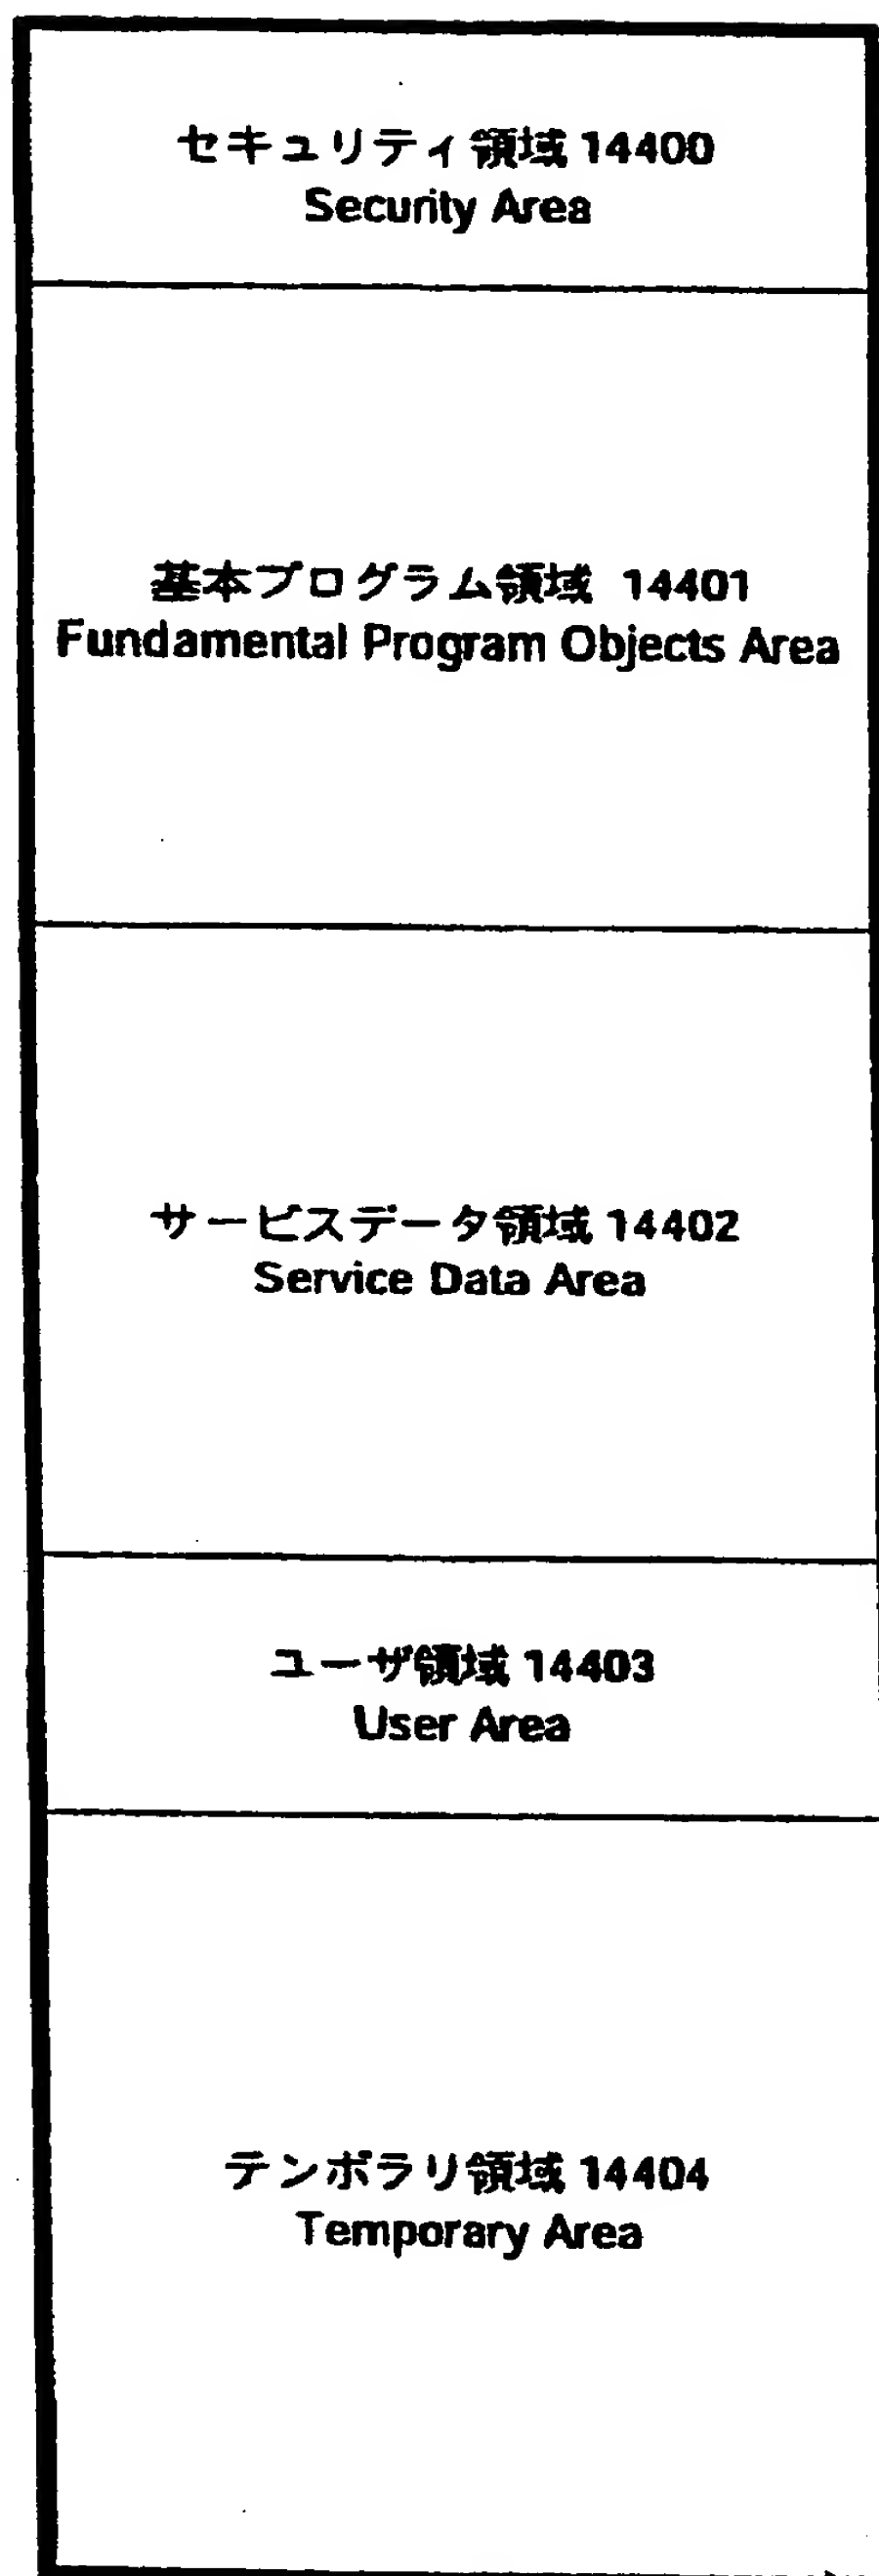 セキュリティ領域 14400
Security Area
基本プログラム領域 14401
Fundamental Program Objects Area
サービスデータ領域 14402
Service Data Area
ユーザ領域 14403
User Area
テンポラリ領域 14404
Temporary Area